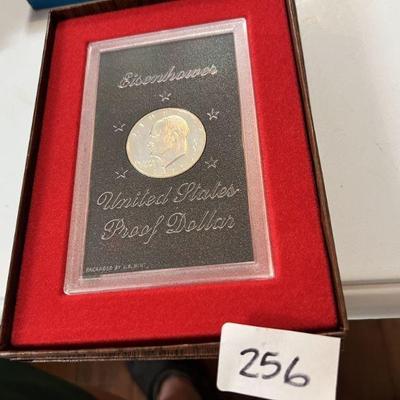 Eisenhower
United States
Proof Dollar
PACKAGED BY U.S. MINT
256